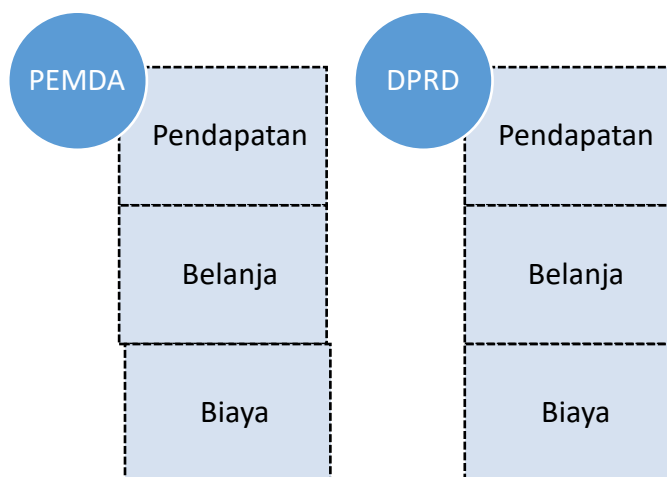 PEMDA
Pendapatan
Belanja
Biaya
DPRD
Pendapatan
Belanja
Biaya